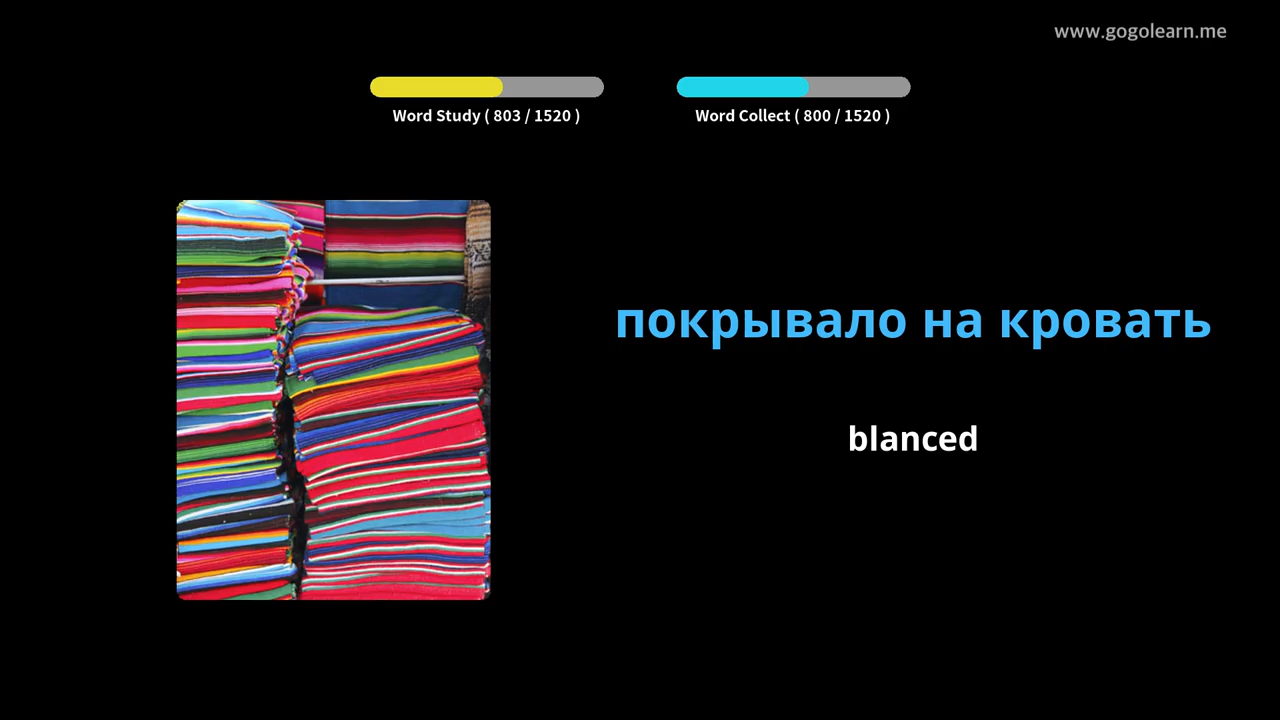 www.gogolearn.me
Word Study ( 803 / 1520 )
Word Collect ( 800 / 1520 )
покрывало на кровать
blanced